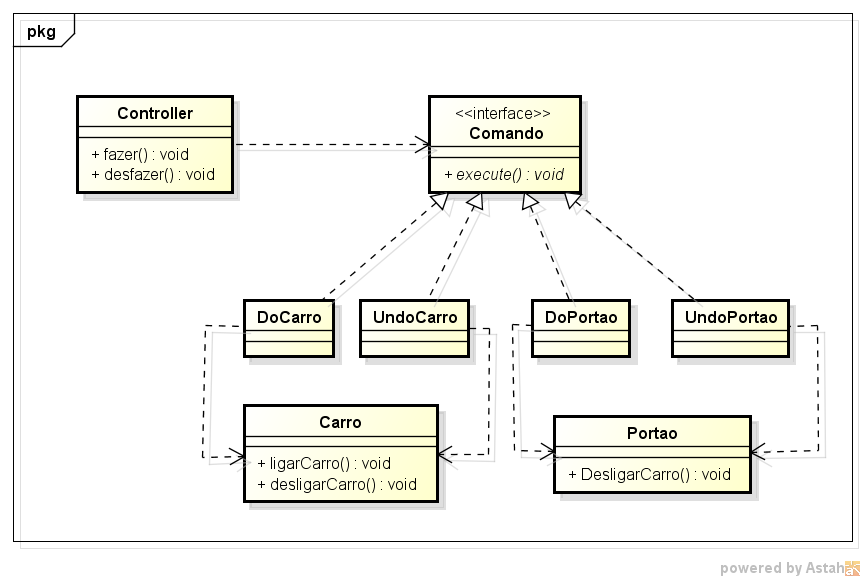 pkg
Controller
+ fazer() : void
+ desfazer() : void
<<interface>>
Comando
+ execute() : void
DoCarro
UndoCarro
DoPortao
UndoPortao
Carro
+ ligarCarro() : void
+ desligarCarro() : void
Portao
+ DesligarCarro() : void
powered by Astah